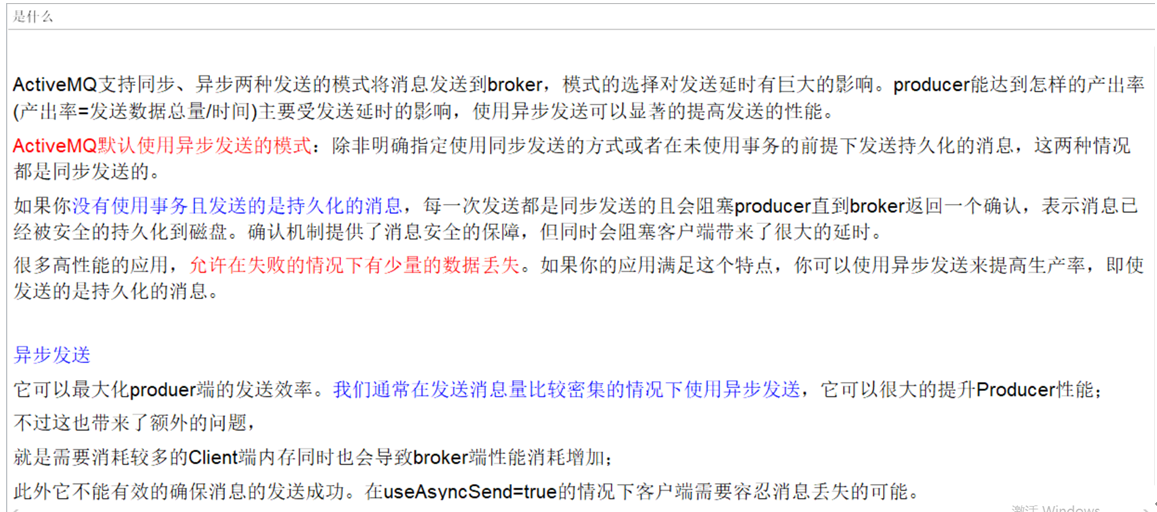 是什么
ActiveMQ支持同步、异步两种发送的模式将消息发送到broker，模式的选择对发送延时有巨大的影响。producer能达到怎样的产出率
(产出率=发送数据总量/时间)主要受发送延时的影响，使用异步发送可以显著的提高发送的性能。
ActiveMQ默认使用异步发送的模式：除非明确指定使用同步发送的方式或者在未使用事务的前提下发送持久化的消息，这两种情况
都是同步发送的。
如果你没有使用事务且发送的是持久化的消息，每一次发送都是同步发送的且会阻塞producer直到broker返回一个确认，表示消息已
经被安全的持久化到磁盘。确认机制提供了消息安全的保障，但同时会阻塞客户端带来了很大的延时。
很多高性能的应用，允许在失败的情况下有少量的数据丢失。如果你的应用满足这个特点，你可以使用异步发送来提高生产率，即使
发送的是持久化的消息。
异步发送
它可以最大化produer端的发送效率。我们通常在发送消息量比较密集的情况下使用异步发送，它可以很大的提升Producer性能；
不过这也带来了额外的问题，
就是需要消耗较多的Client端内存同时也会导致broker端性能消耗增加；
此外它不能有效的确保消息的发送成功。在useAsyncSend=true的情况下客户端需要容忍消息丢失的可能。
激活 Windows